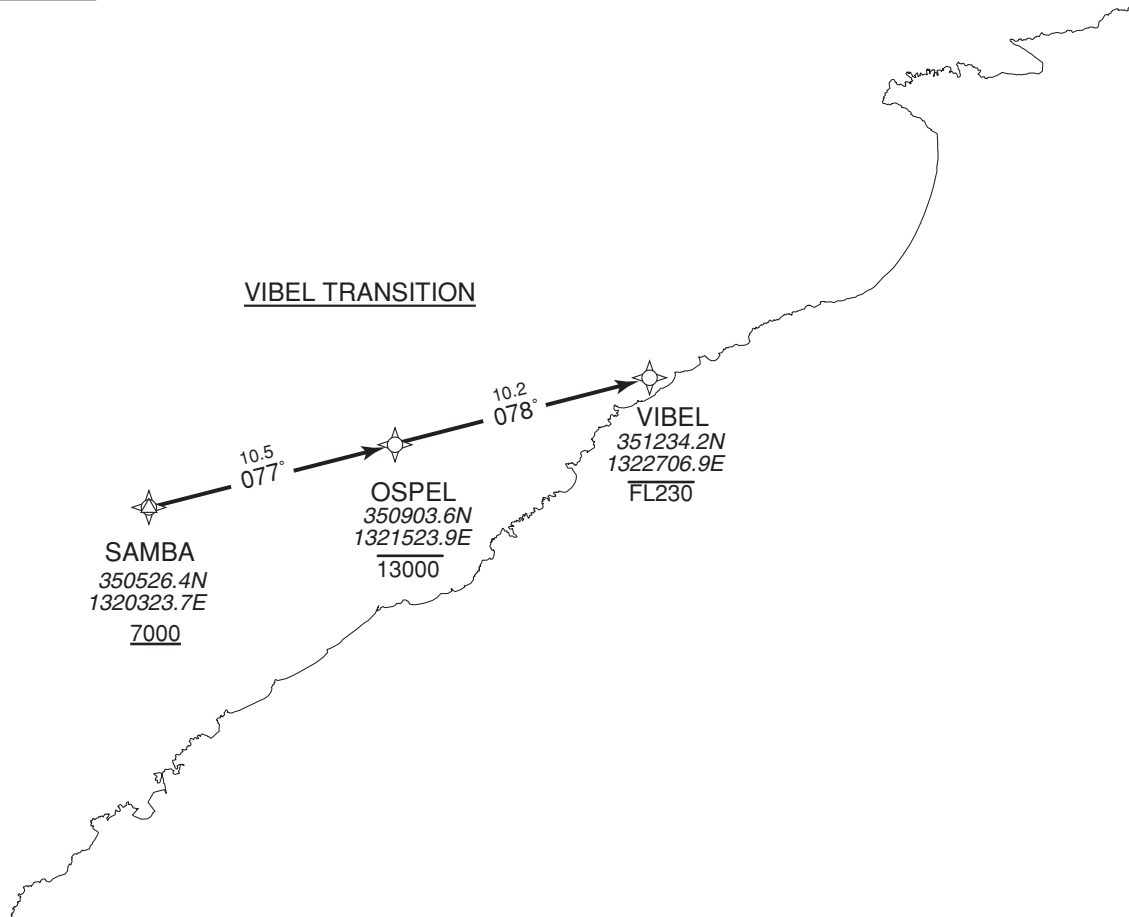 VIBEL TRANSITION
10.2
078°
10.5
077°
VIBEL
351234.2N
1322706.9E
FL230
OSPEL
350903.6N
1321523.9E
13000
SAMBA
350526.4N
1320323.7E
7000